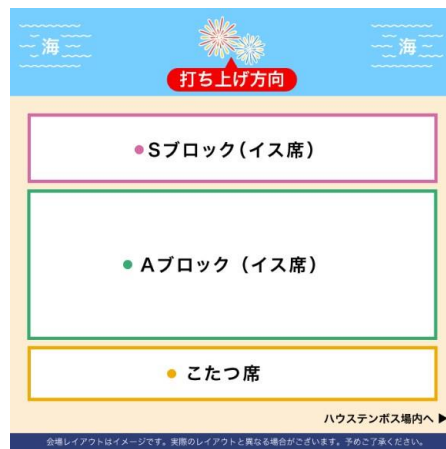 海
海
打ち上げ方向
●Sブロック(イス席)
● Aブロック (イス席)
● こたつ席
ハウステンボス場内へ ▶
会場レイアウトはイメージです。実際のレイアウトと異なる場合がございます。予めご了承ください。